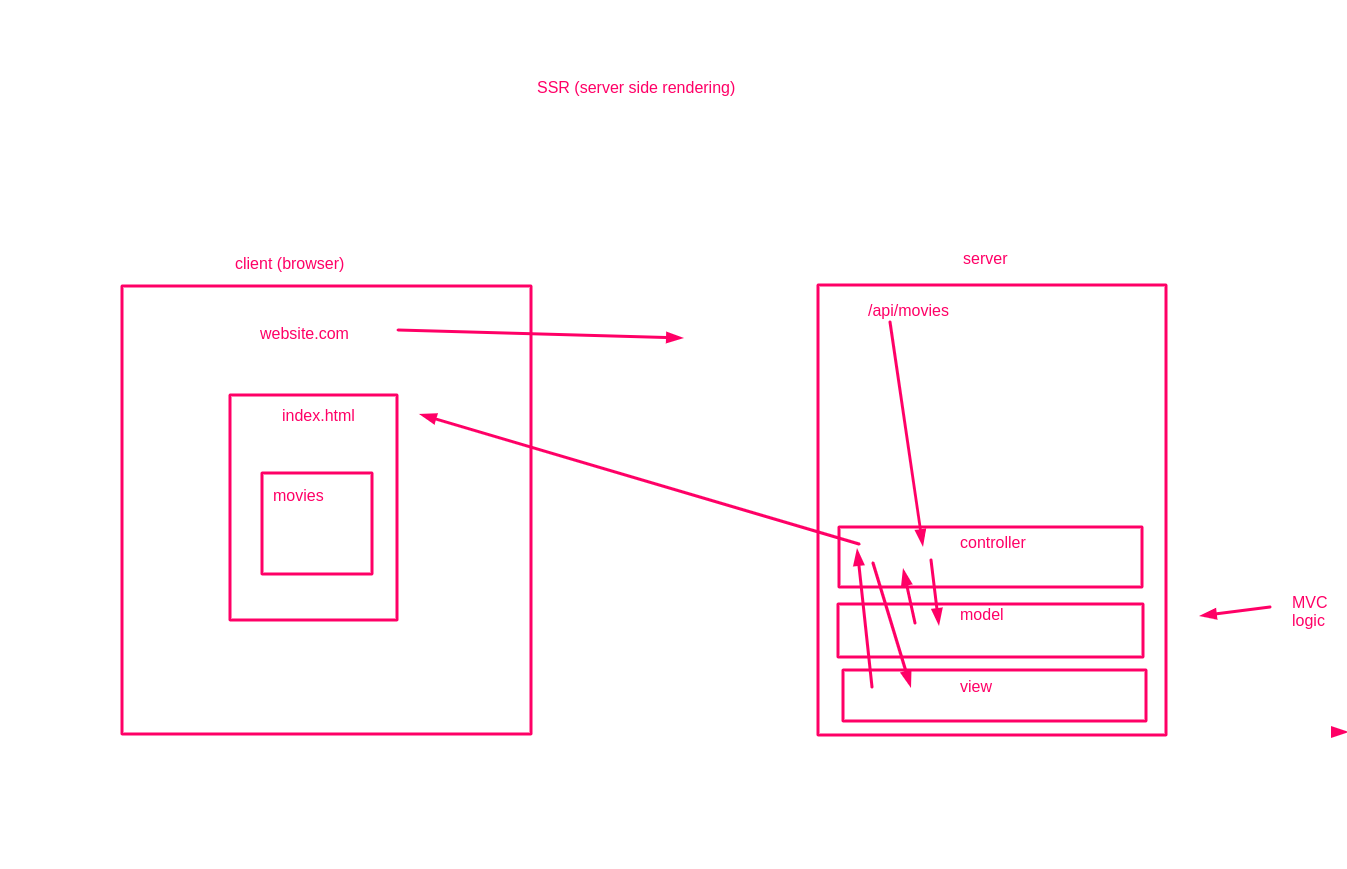 SSR (server side rendering)
client (browser)
server
website.com
/api/movies
index.html
movies
controller
model
view
MVC
logic